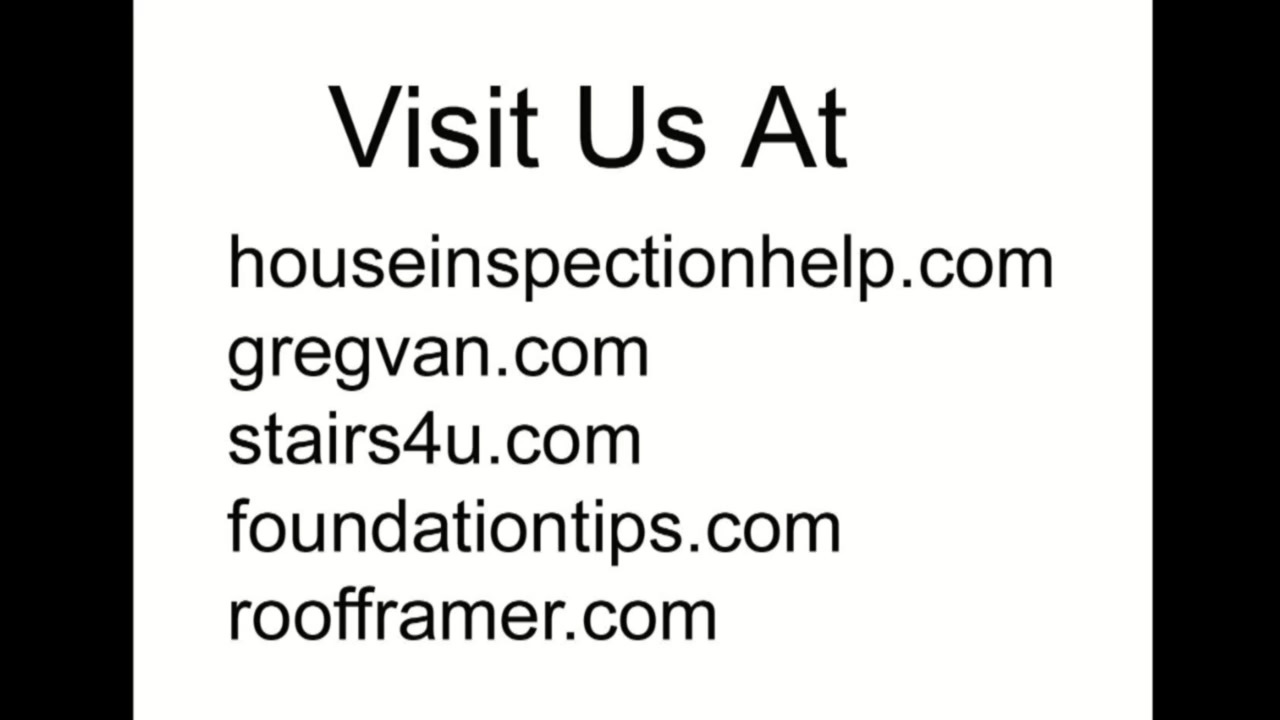 Visit Us At
houseinspectionhelp.com
gregvan.com
stairs4u.com
foundationtips.com
roofframer.com